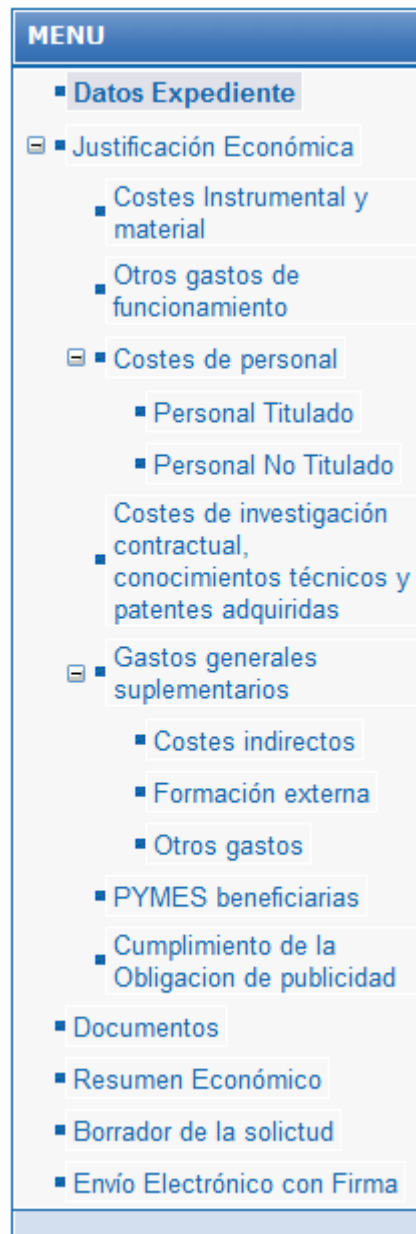 MENU
Datos Expediente
Justificación Económica
Costes Instrumental y
material
Otros gastos de
funcionamiento
Costes de personal
Personal Titulado
Personal No Titulado
Costes de investigación
contractual,
conocimientos técnicos y
patentes adquiridas
Gastos generales
suplementarios
Costes indirectos
Formación externa
Otros gastos
PYMES beneficiarias
Cumplimiento de la
Obligacion de publicidad
Documentos
Resumen Económico
Borrador de la solictud
Envío Electrónico con Firma